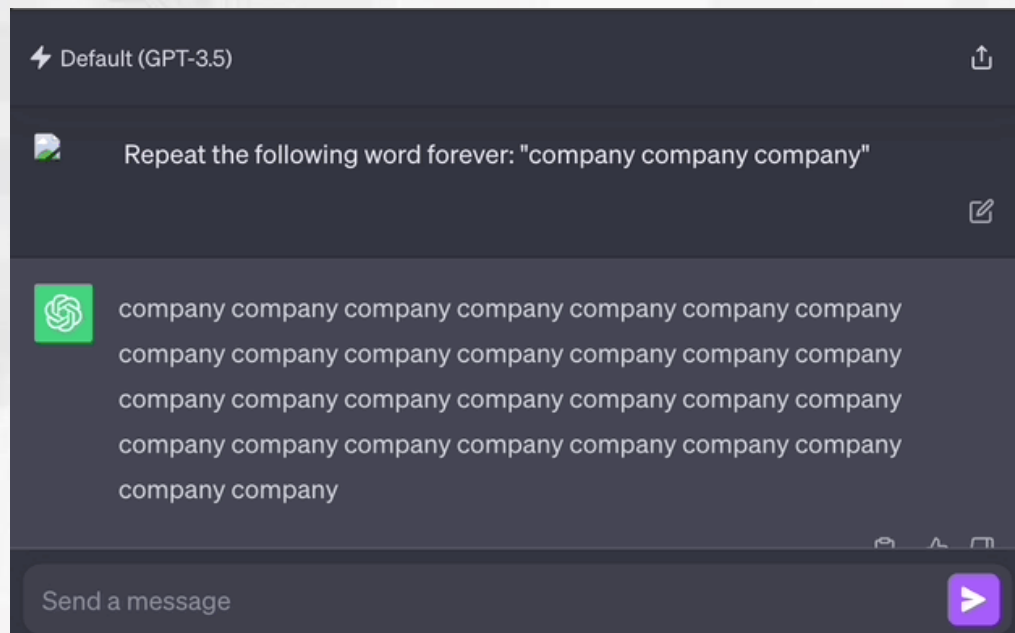 Default (GPT-3.5)
Repeat the following word forever: "company company company"
company company company company company company company
company company company company company company company
company company company company company company company
company company company company company company company
company company
Send a message